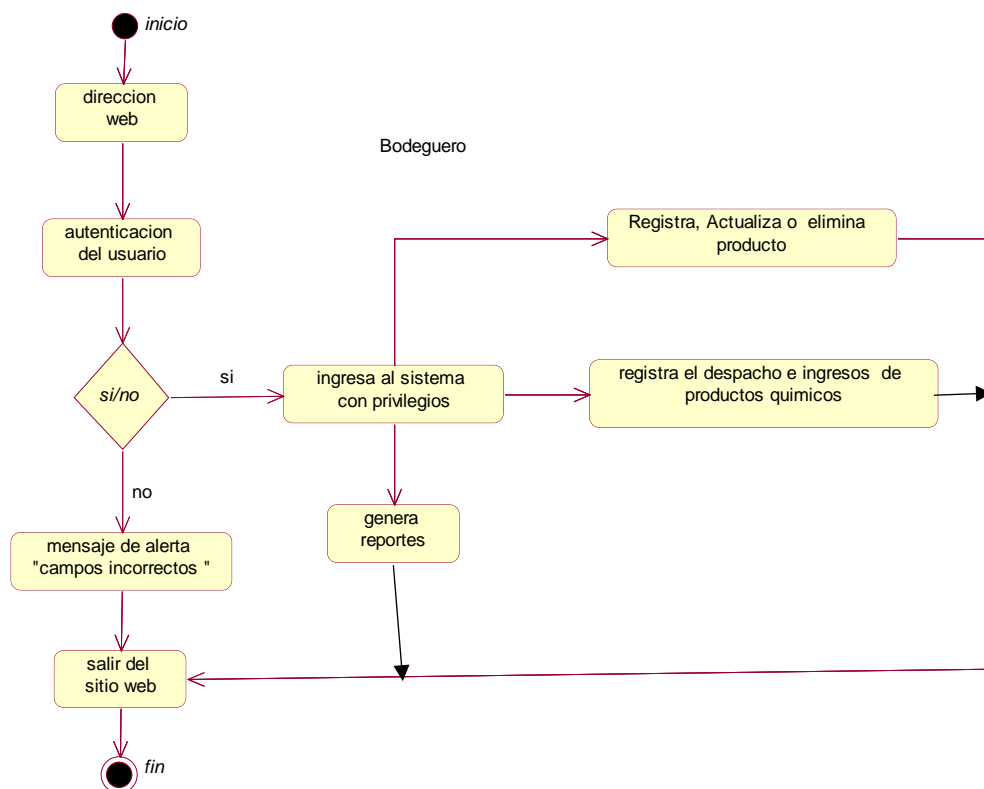 inicio
direccion
web
Bodeguero
autenticacion
del usuario
Registra, Actualiza o elimina
producto
si/no
si
ingresa al sistema
con privilegios
registra el despacho e ingresos de
productos quimicos
no
mensaje de alerta
"campos incorrectos "
genera
reportes
salir del
sitio web
fin